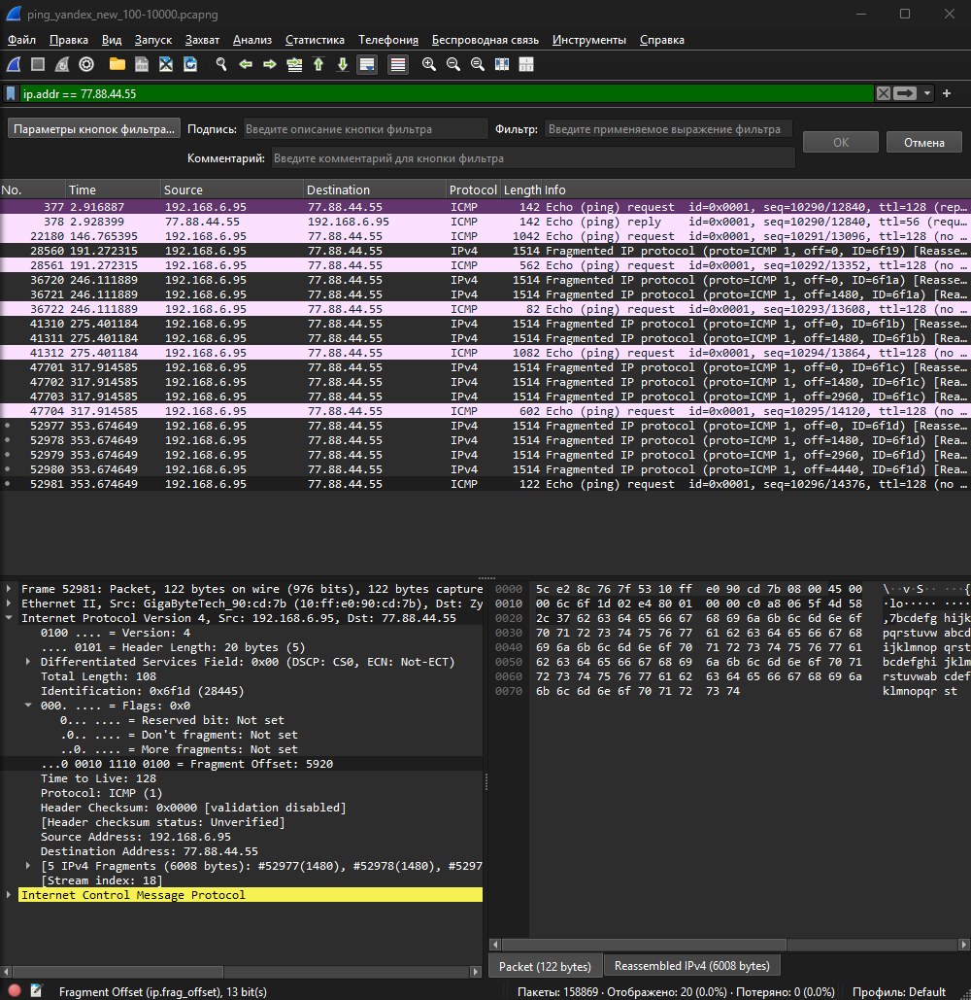 ping_yandex_new_100-10000.pcapng
Файл Правка Вид Запуск Захват Анализ Статистика Телефония Беспроводная связь Инструменты Справка
ip.addr == 77.88.44.55
Параметры кнопок фильтра... Подпись: Введите описание кнопки фильтра Фильтр: Введите применяемое выражение фильтра
Комментарий: Введите комментарий для кнопки фильтра OK Отмена
No. Time Source Destination Protocol Length Info
377 2.916887 192.168.6.95 77.88.44.55 ICMP 142 Echo (ping) request id=0x0001, seq=10290/12840, ttl=128 (rep…
378 2.928399 77.88.44.55 192.168.6.95 ICMP 142 Echo (ping) reply id=0x0001, seq=10290/12840, ttl=56 (requ…
22180 146.765395 192.168.6.95 77.88.44.55 ICMP 1042 Echo (ping) request id=0x0001, seq=10291/13096, ttl=128 (no …
28560 191.272315 192.168.6.95 77.88.44.55 IPv4 1514 Fragmented IP protocol (proto=ICMP 1, off=0, ID=6f19) [Reasse…
28561 191.272315 192.168.6.95 77.88.44.55 ICMP 562 Echo (ping) request id=0x0001, seq=10292/13352, ttl=128 (no …
36720 246.111889 192.168.6.95 77.88.44.55 IPv4 1514 Fragmented IP protocol (proto=ICMP 1, off=0, ID=6f1a) [Reasse…
36721 246.111889 192.168.6.95 77.88.44.55 IPv4 1514 Fragmented IP protocol (proto=ICMP 1, off=1480, ID=6f1a) [Rea…
36722 246.111889 192.168.6.95 77.88.44.55 ICMP 82 Echo (ping) request id=0x0001, seq=10293/13608, ttl=128 (no …
41310 275.401184 192.168.6.95 77.88.44.55 IPv4 1514 Fragmented IP protocol (proto=ICMP 1, off=0, ID=6f1b) [Reasse…
41311 275.401184 192.168.6.95 77.88.44.55 IPv4 1514 Fragmented IP protocol (proto=ICMP 1, off=1480, ID=6f1b) [Rea…
41312 275.401184 192.168.6.95 77.88.44.55 ICMP 1082 Echo (ping) request id=0x0001, seq=10294/13864, ttl=128 (no …
47701 317.914585 192.168.6.95 77.88.44.55 IPv4 1514 Fragmented IP protocol (proto=ICMP 1, off=0, ID=6f1c) [Reasse…
47702 317.914585 192.168.6.95 77.88.44.55 IPv4 1514 Fragmented IP protocol (proto=ICMP 1, off=1480, ID=6f1c) [Rea…
47703 317.914585 192.168.6.95 77.88.44.55 IPv4 1514 Fragmented IP protocol (proto=ICMP 1, off=2960, ID=6f1c) [Rea…
47704 317.914585 192.168.6.95 77.88.44.55 ICMP 602 Echo (ping) request id=0x0001, seq=10295/14120, ttl=128 (no …
52977 353.674649 192.168.6.95 77.88.44.55 IPv4 1514 Fragmented IP protocol (proto=ICMP 1, off=0, ID=6f1d) [Reasse…
52978 353.674649 192.168.6.95 77.88.44.55 IPv4 1514 Fragmented IP protocol (proto=ICMP 1, off=1480, ID=6f1d) [Rea…
52979 353.674649 192.168.6.95 77.88.44.55 IPv4 1514 Fragmented IP protocol (proto=ICMP 1, off=2960, ID=6f1d) [Rea…
52980 353.674649 192.168.6.95 77.88.44.55 IPv4 1514 Fragmented IP protocol (proto=ICMP 1, off=4440, ID=6f1d) [Rea…
52981 353.674649 192.168.6.95 77.88.44.55 ICMP 122 Echo (ping) request id=0x0001, seq=10296/14376, ttl=128 (no …
Frame 52981: Packet, 122 bytes on wire (976 bits), 122 bytes capture
Ethernet II, Src: GigaByteTech_90:cd:7b (10:ff:e0:90:cd:7b), Dst: Zy
Internet Protocol Version 4, Src: 192.168.6.95, Dst: 77.88.44.55
0100 .... = Version: 4
.... 0101 = Header Length: 20 bytes (5)
Differentiated Services Field: 0x00 (DSCP: CS0, ECN: Not-ECT)
Total Length: 108
Identification: 0x6f1d (28445)
000. .... = Flags: 0x0
0... .... = Reserved bit: Not set
.0.. .... = Don't fragment: Not set
..0. .... = More fragments: Not set
...0 0010 1110 0100 = Fragment Offset: 5920
Time to Live: 128
Protocol: ICMP (1)
Header Checksum: 0x0000 [validation disabled]
[Header checksum status: Unverified]
Source Address: 192.168.6.95
Destination Address: 77.88.44.55
[5 IPv4 Fragments (6008 bytes): #52977(1480), #52978(1480), #5297
[Stream index: 18]
Internet Control Message Protocol
0000 5c e2 8c 76 7f 53 10 ff e0 90 cd 7b 08 00 45 00 \··v·S·· ···{
0010 00 6c 6f 1d 02 e4 80 01 00 00 c0 a8 06 5f 4d 58 ·lo····· ····
0020 2c 37 62 63 64 65 66 67 68 69 6a 6b 6c 6d 6e 6f ,7bcdefg hijk
0030 70 71 72 73 74 75 76 77 61 62 63 64 65 66 67 68 pqrstuvw abcd
0040 69 6a 6b 6c 6d 6e 6f 70 71 72 73 74 75 76 77 61 ijklmnop qrst
0050 62 63 64 65 66 67 68 69 6a 6b 6c 6d 6e 6f 70 71 bcdefghi jklm
0060 72 73 74 75 76 77 61 62 63 64 65 66 67 68 69 6a rstuvwab cdef
0070 6b 6c 6d 6e 6f 70 71 72 73 74 klmnopqr st
Packet (122 bytes) Reassembled IPv4 (6008 bytes)
Fragment Offset (ip.frag_offset), 13 bit(s) Пакеты: 158869 · Отображено: 20 (0.0%) · Потеряно: 0 (0.0%) Профиль: Default